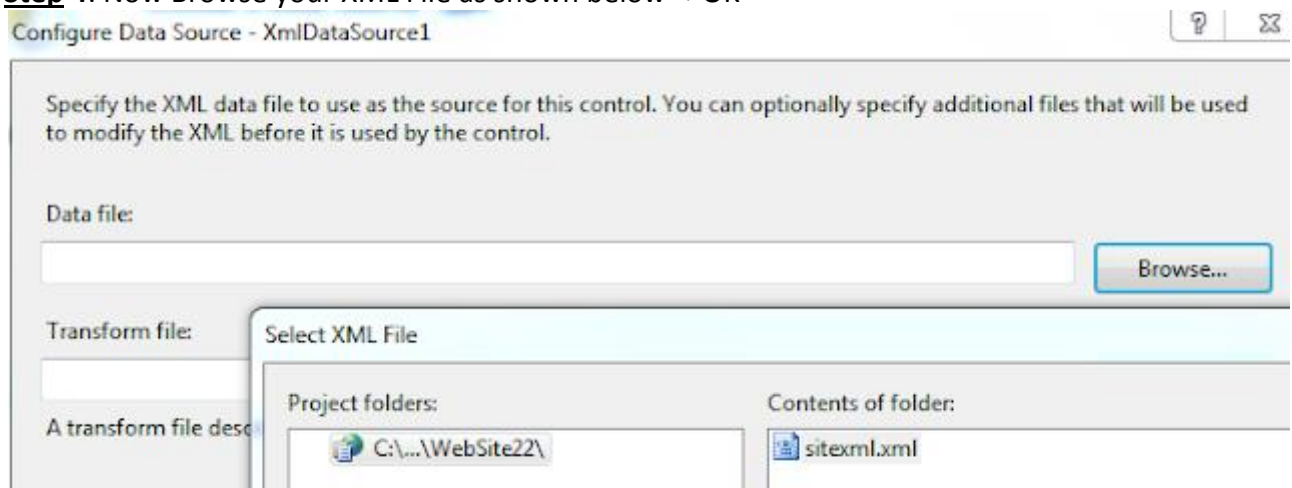 Configure Data Source - XmlDataSource1
Specify the XML data file to use as the source for this control. You can optionally specify additional files that will be used
to modify the XML before it is used by the control.
Data file:
Browse...
Transform file:
Select XML File
Project folders:
Contents of folder:
A transform file desc
C:\...\WebSite22\
sitexml.xml